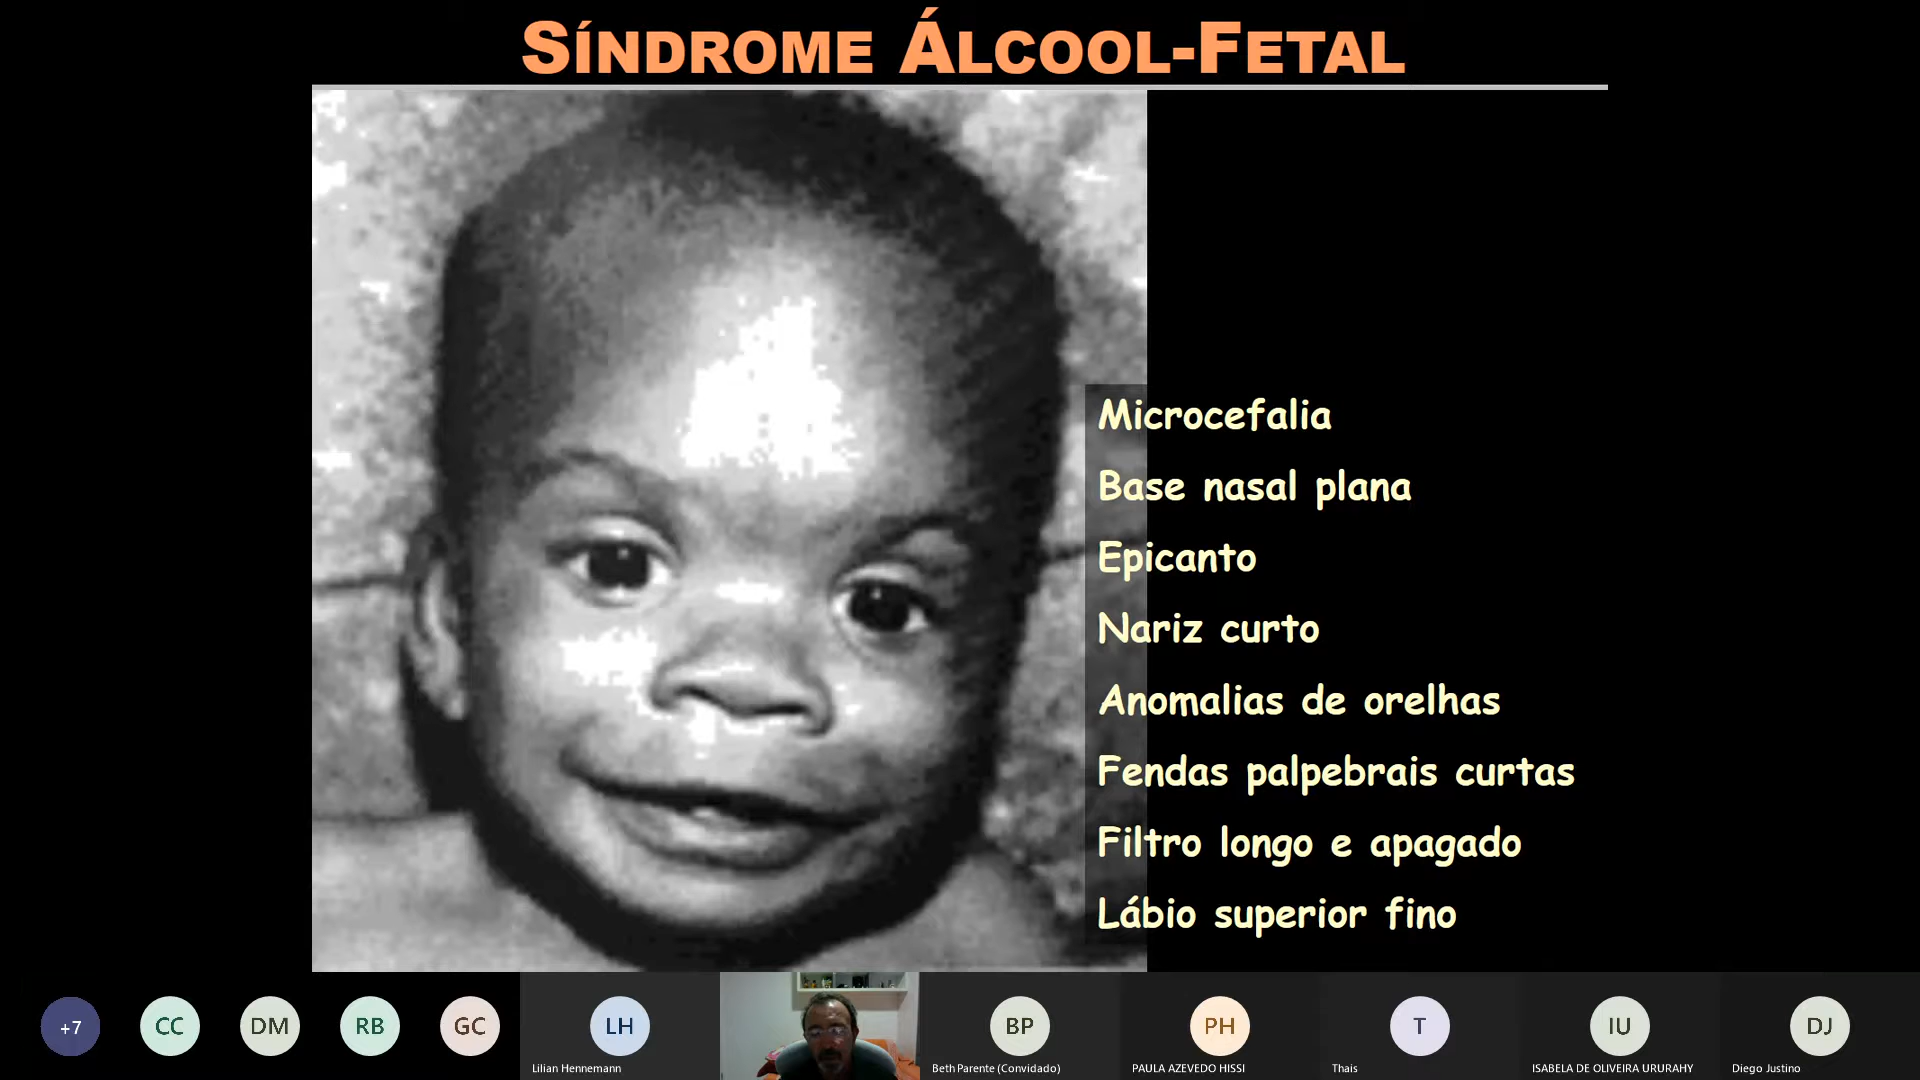 SÍNDROME ÁLCOOL-FETAL
Microcefalia
Base nasal plana
Epicanto
Nariz curto
Anomalias de orelhas
Fendas palpebrais curtas
Filtro longo e apagado
Lábio superior fino
+7
CC
DM
RB
GC
LH
BP
PH
T
IU
DJ
Lilian Hennemann
Beth Parente (Convidado)
PAULA AZEVEDO HISSI
Thais
ISABELA DE OLIVEIRA URURAHY
Diego Justino